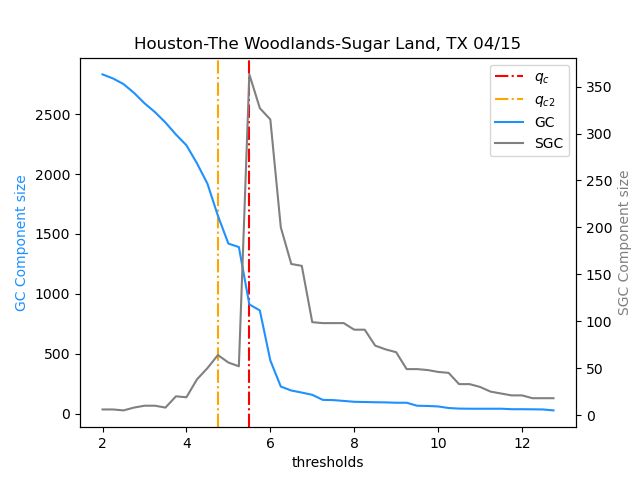 Houston-The Woodlands-Sugar Land, TX 04/15
q_c
q_c2
GC
SGC
GC Component size
2500
2000
1500
1000
500
0
350
300
250
200
150
100
50
0
SGC Component size
2 4 6 8 10 12
thresholds